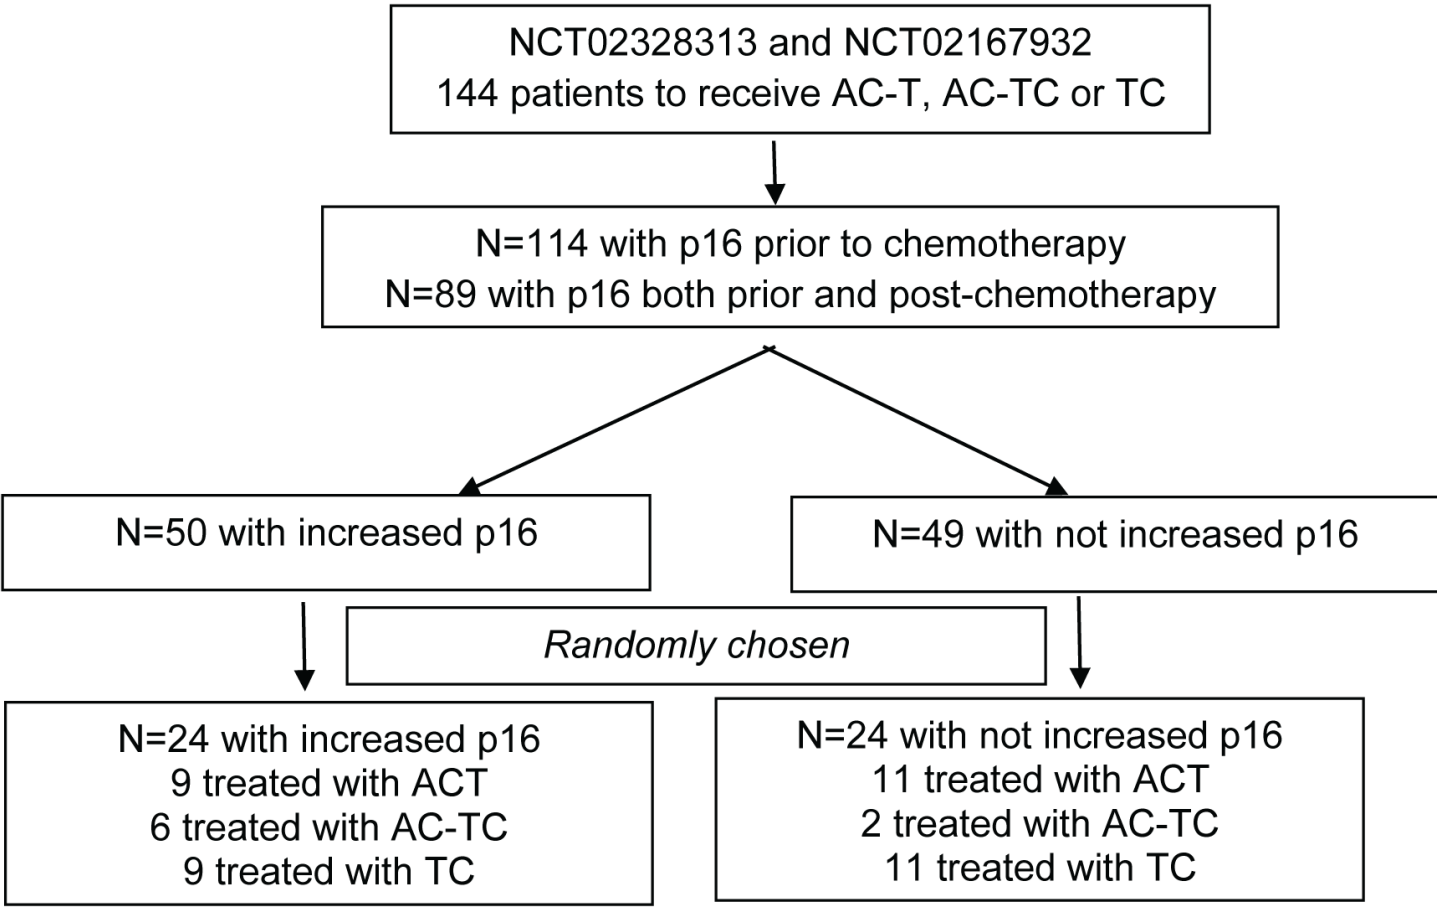 NCT02328313 and NCT02167932
144 patients to receive AC-T, AC-TC or TC
N=114 with p16 prior to chemotherapy
N=89 with p16 both prior and post-chemotherapy
N=50 with increased p16
N=49 with not increased p16
Randomly chosen
N=24 with increased p16
9 treated with ACT
6 treated with AC-TC
9 treated with TC
N=24 with not increased p16
11 treated with ACT
2 treated with AC-TC
11 treated with TC